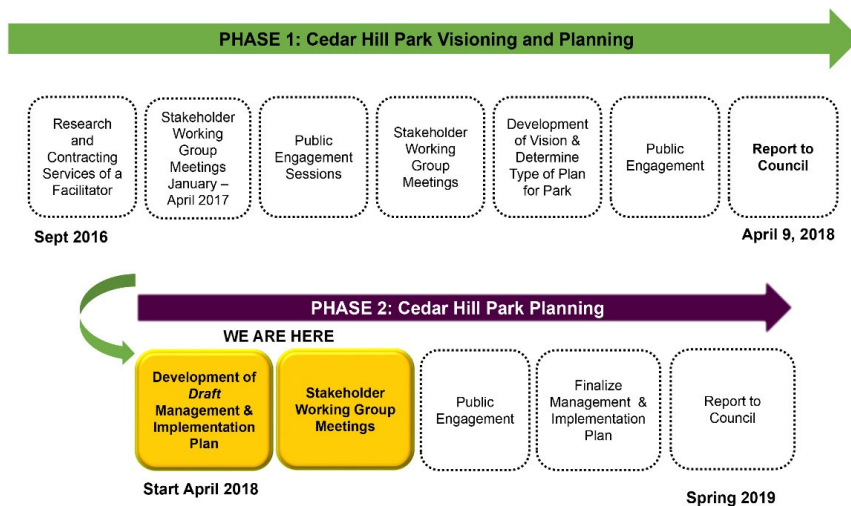 PHASE 1: Cedar Hill Park Visioning and Planning
Research
and
Contracting
Services of a
Facilitator
Stakeholder
Working
Group
Meetings
January –
April 2017
Public
Engagement
Sessions
Stakeholder
Working
Group
Meetings
Development
of Vision &
Determine
Type of Plan
for Park
Public
Engagement
Report to
Council
Sept 2016
April 9, 2018
PHASE 2: Cedar Hill Park Planning
WE ARE HERE
Development of
Draft
Management &
Implementation
Plan
Stakeholder
Working Group
Meetings
Public
Engagement
Finalize
Management &
Implementation
Plan
Report to
Council
Start April 2018
Spring 2019